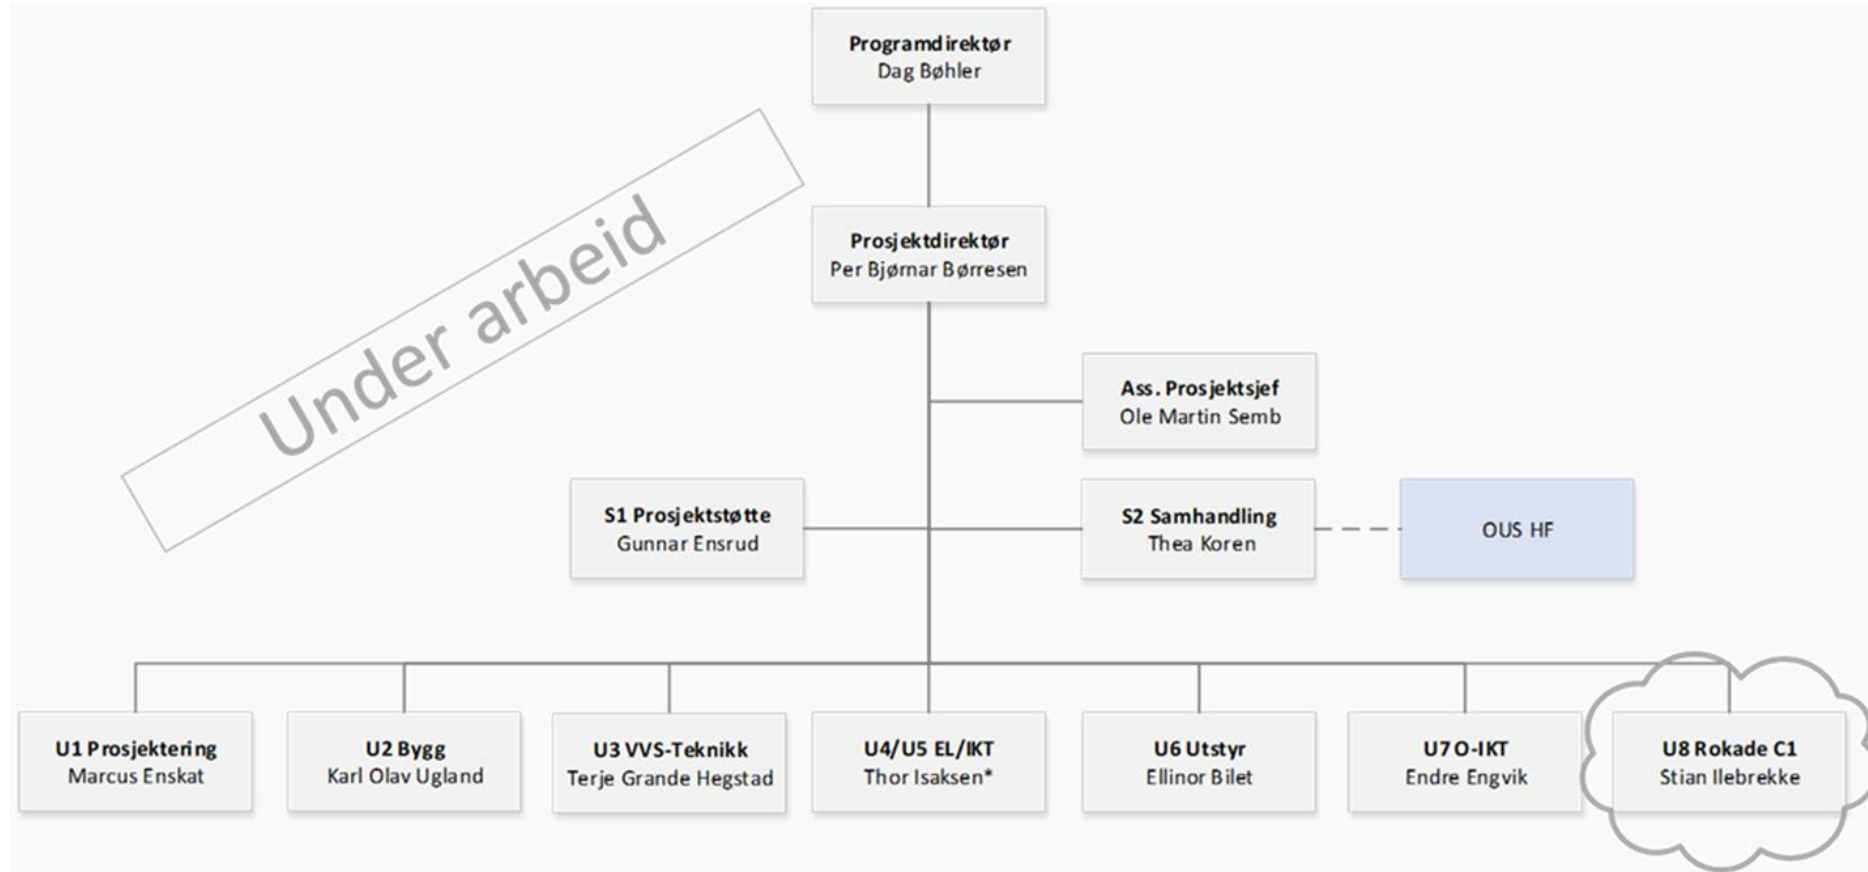 Programdirektør
Dag Bøhler
Under arbeid
Prosjektdirektør
Per Bjørnar Børresen
Ass. Prosjektsjef
Ole Martin Semb
S1 Prosjektstøtte
Gunnar Ensrud
S2 Samhandling
Thea Koren
OUS HF
U1 Prosjektering
Marcus Enskat
U2 Bygg
Karl Olav Ugland
U3 VVS-Teknikk
Terje Grande Hegstad
U4/U5 EL/IKT
Thor Isaksen*
U6 Utstyr
Ellinor Bilet
U7 O-IKT
Endre Engvik
U8 Rokade C1
Stian Ilebrekke